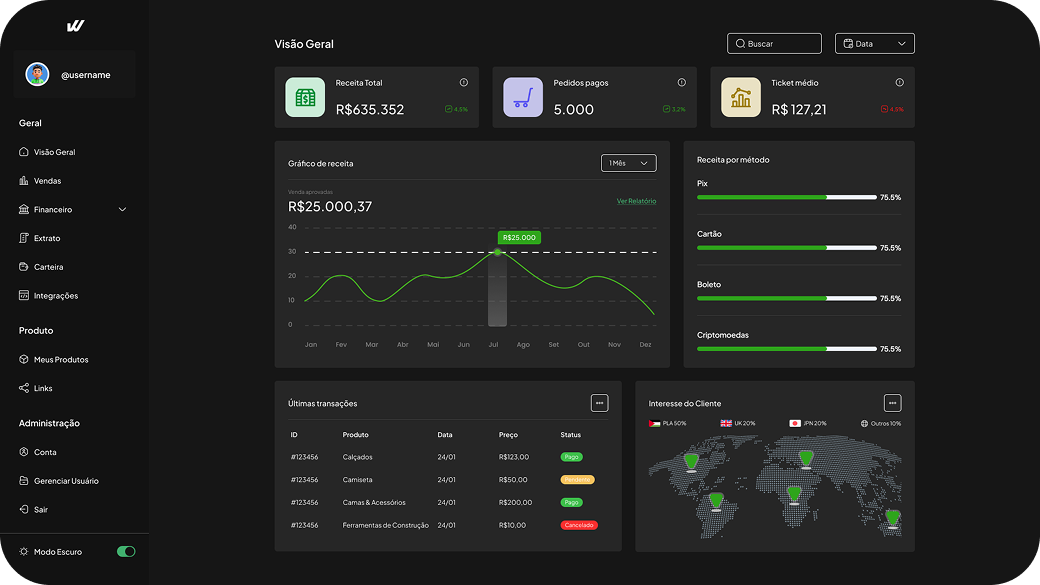 @username
Geral
Visão Geral
Vendas
Financeiro
Extrato
Carteira
Integrações
Produto
Meus Produtos
Links
Administração
Conta
Gerenciar Usuário
Sair
Modo Escuro
Visão Geral
Buscar
Data
Receita Total
R$635.352
4,5%
Pedidos pagos
5.000
3,2%
Ticket médio
R$ 127,21
4,5%
Gráfico de receita
1 Mês
Venda aprovadas
R$25.000,37
Ver Relatório
R$25.000
40
30
20
10
0
Jan Fev Mar Abr Mai Jun Jul Ago Set Out Nov Dez
Receita por método
Pix
75.5%
Cartão
75.5%
Boleto
75.5%
Criptomoedas
75.5%
Últimas transações
ID Produto Data Preço Status
#123456 Calçados 24/01 R$123,00 Pago
#123456 Camiseta 24/01 R$50,00 Pendente
#123456 Camas & Acessórios 24/01 R$200,00 Pago
#123456 Ferramentas de Construção 24/01 R$10.00 Cancelado
Interesse do Cliente
PLA 50% UK 20% JPN 20% Outros 10%